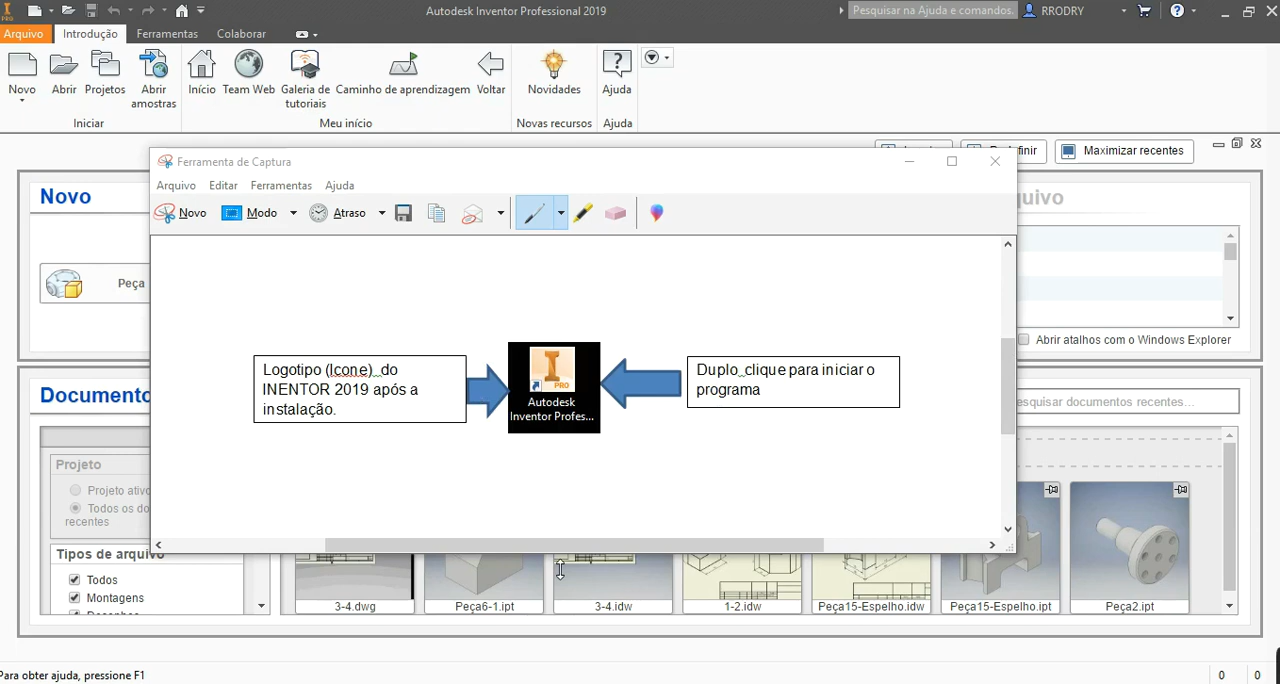 PRO
Autodesk Inventor Professional 2019
Pesquisar na Ajuda e comandos.
RRODRY
Arquivo
Introdução
Ferramentas
Colaborar
Novo
Abrir
Projetos
Abrir amostras
Início
Team Web
Galeria de tutoriais
Caminho de aprendizagem
Voltar
Novidades
Ajuda
Iniciar
Meu início
Novas recursos
Ajuda
Maximizar recentes
Ferramenta de Captura
Arquivo
Editar
Ferramentas
Ajuda
Novo
Modo
Atraso
Novo
Peça
Abrir atalhos com o Windows Explorer
Logotipo (Icone) do
INENTOR 2019 após a
instalação.
PRO
Autodesk
Inventor Profes...
Duplo clique para iniciar o
programa
Documento
documentos recentes...
Projeto
Projeto ativo
Todos os do
recentes
Tipos de arquivo
Todos
Montagens
3-4.dwg
Peça6-1.ipt
3-4.idw
1-2.idw
Peça15-Espelho.idw
Peça15-Espelho.ipt
Peça2.ipt
Para obter ajuda, pressione F1
0
0